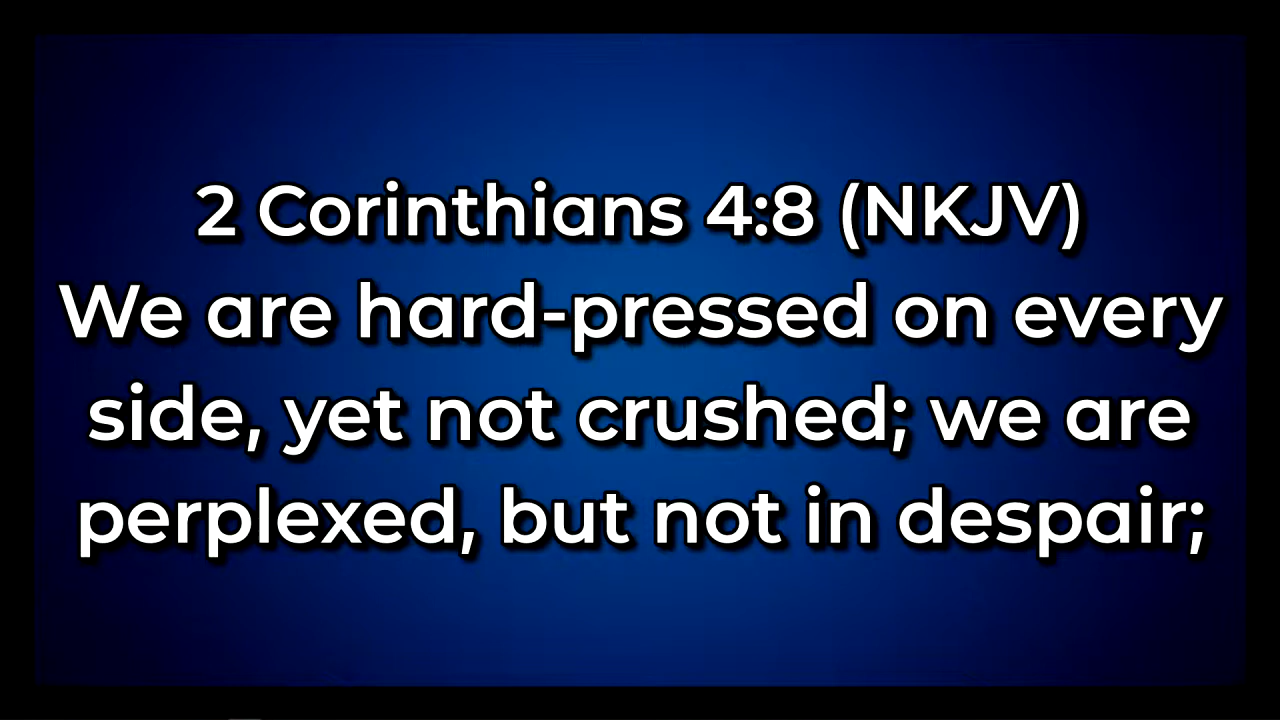 2 Corinthians 4:8 (NKJV)
We are hard-pressed on every
side, yet not crushed; we are
perplexed, but not in despair;